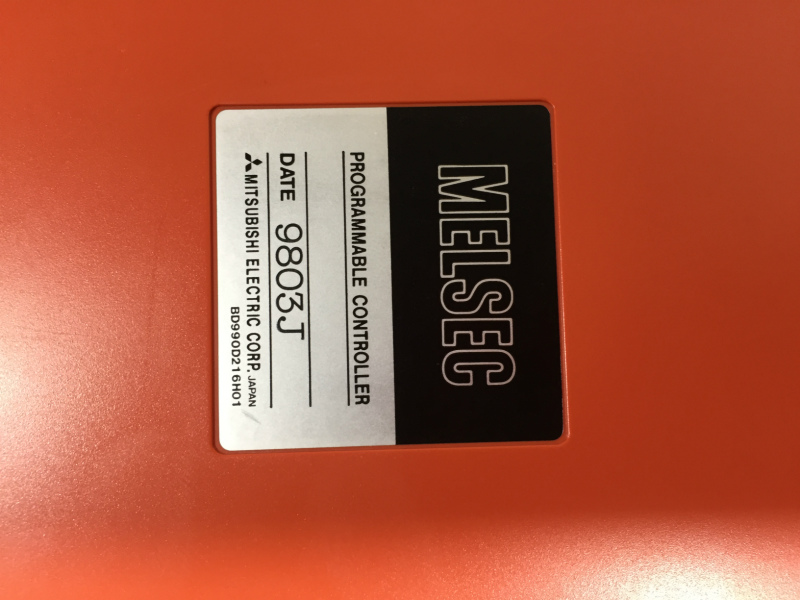 MELSEC
PROGRAMMABLE CONTROLLER
DATE 9803J
MITSUBISHI ELECTRIC CORP. JAPAN
BD990D216H01